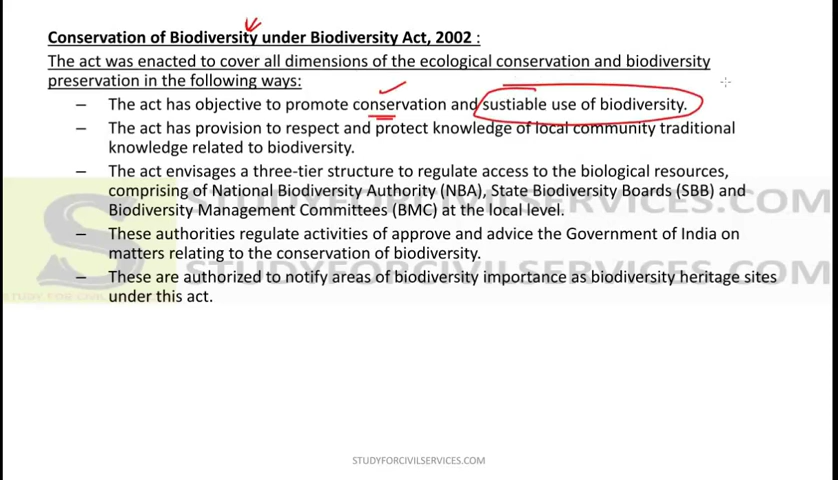 Conservation of Biodiversity under Biodiversity Act, 2002 :
The act was enacted to cover all dimensions of the ecological conservation and biodiversity
preservation in the following ways:
– The act has objective to promote conservation and sustiable use of biodiversity.
– The act has provision to respect and protect knowledge of local community traditional
knowledge related to biodiversity.
– The act envisages a three-tier structure to regulate access to the biological resources,
comprising of National Biodiversity Authority (NBA), State Biodiversity Boards (SBB) and
Biodiversity Management Committees (BMC) at the local level.
– These authorities regulate activities of approve and advice the Government of India on
matters relating to the conservation of biodiversity.
– These are authorized to notify areas of biodiversity importance as biodiversity heritage sites
under this act.
STUDYFORCIVILSERVICES.COM
STUDYFORCIVILSERVICES.COM
STUDYFORCIVILSERVICES.COM